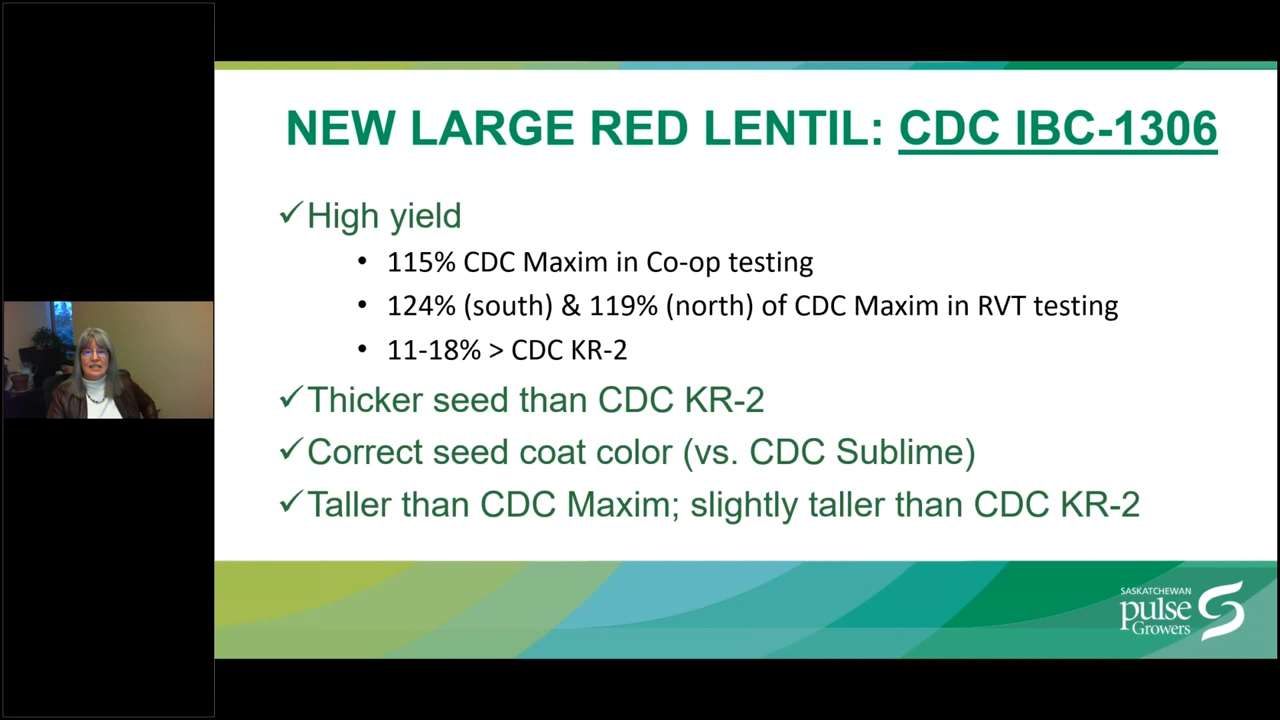 NEW LARGE RED LENTIL: CDC IBC-1306
✓High yield
• 115% CDC Maxim in Co-op testing
• 124% (south) & 119% (north) of CDC Maxim in RVT testing
• 11-18% > CDC KR-2
✓Thicker seed than CDC KR-2
✓Correct seed coat color (vs. CDC Sublime)
✓Taller than CDC Maxim; slightly taller than CDC KR-2
SASKATCHEWAN
pulse
Growers